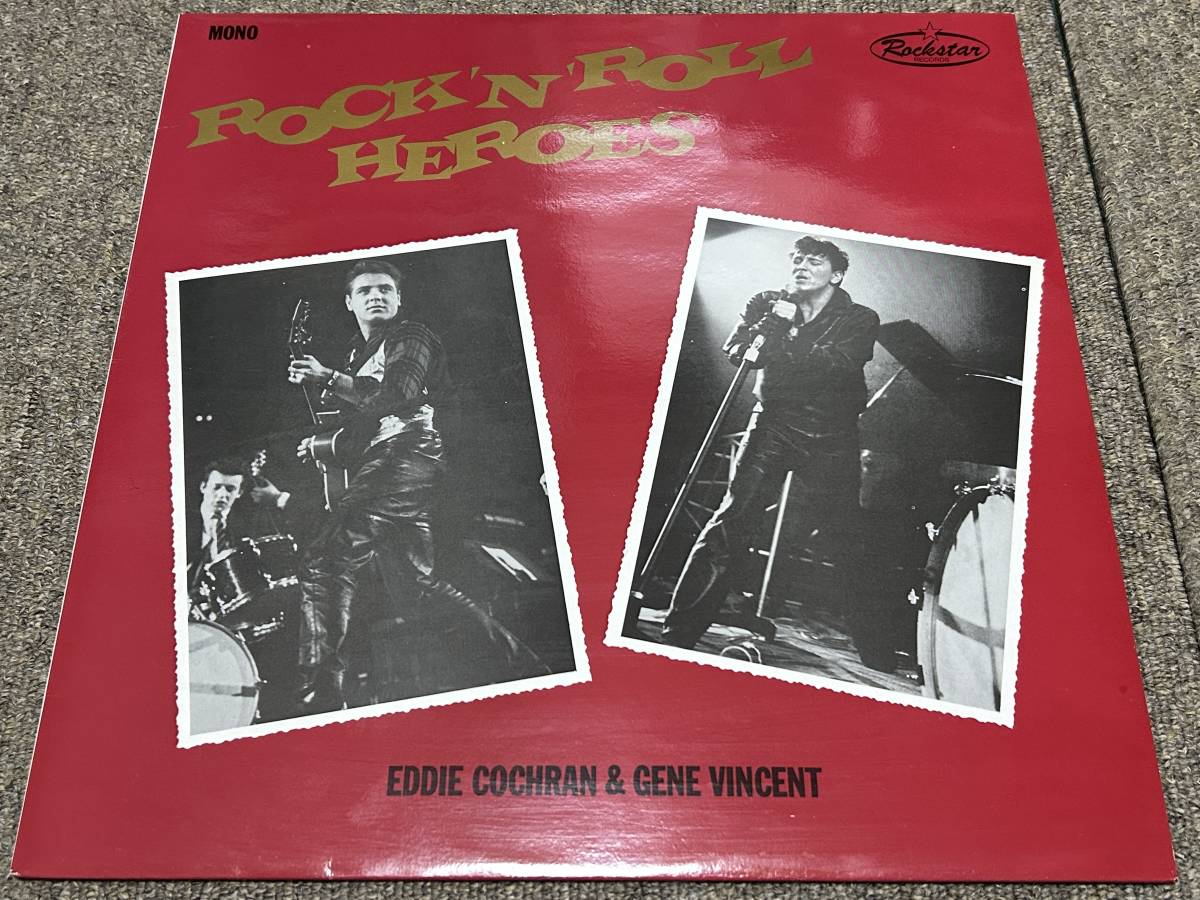 MONO
Rockstar
RECORDS
ROCK 'N' ROLL
HEROES
EDDIE COCHRAN & GENE VINCENT